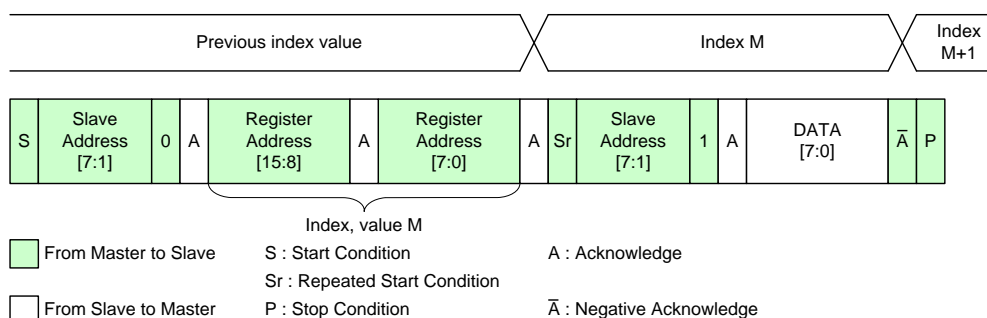 Previous index value
Index M
Index
M+1
S
Slave
Address
[7:1]
0
A
Register
Address
[15:8]
A
Register
Address
[7:0]
A
Sr
Slave
Address
[7:1]
1
A
DATA
[7:0]
A̅
P
Index, value M
From Master to Slave
S : Start Condition
A : Acknowledge
Sr : Repeated Start Condition
From Slave to Master
P : Stop Condition
A̅ : Negative Acknowledge